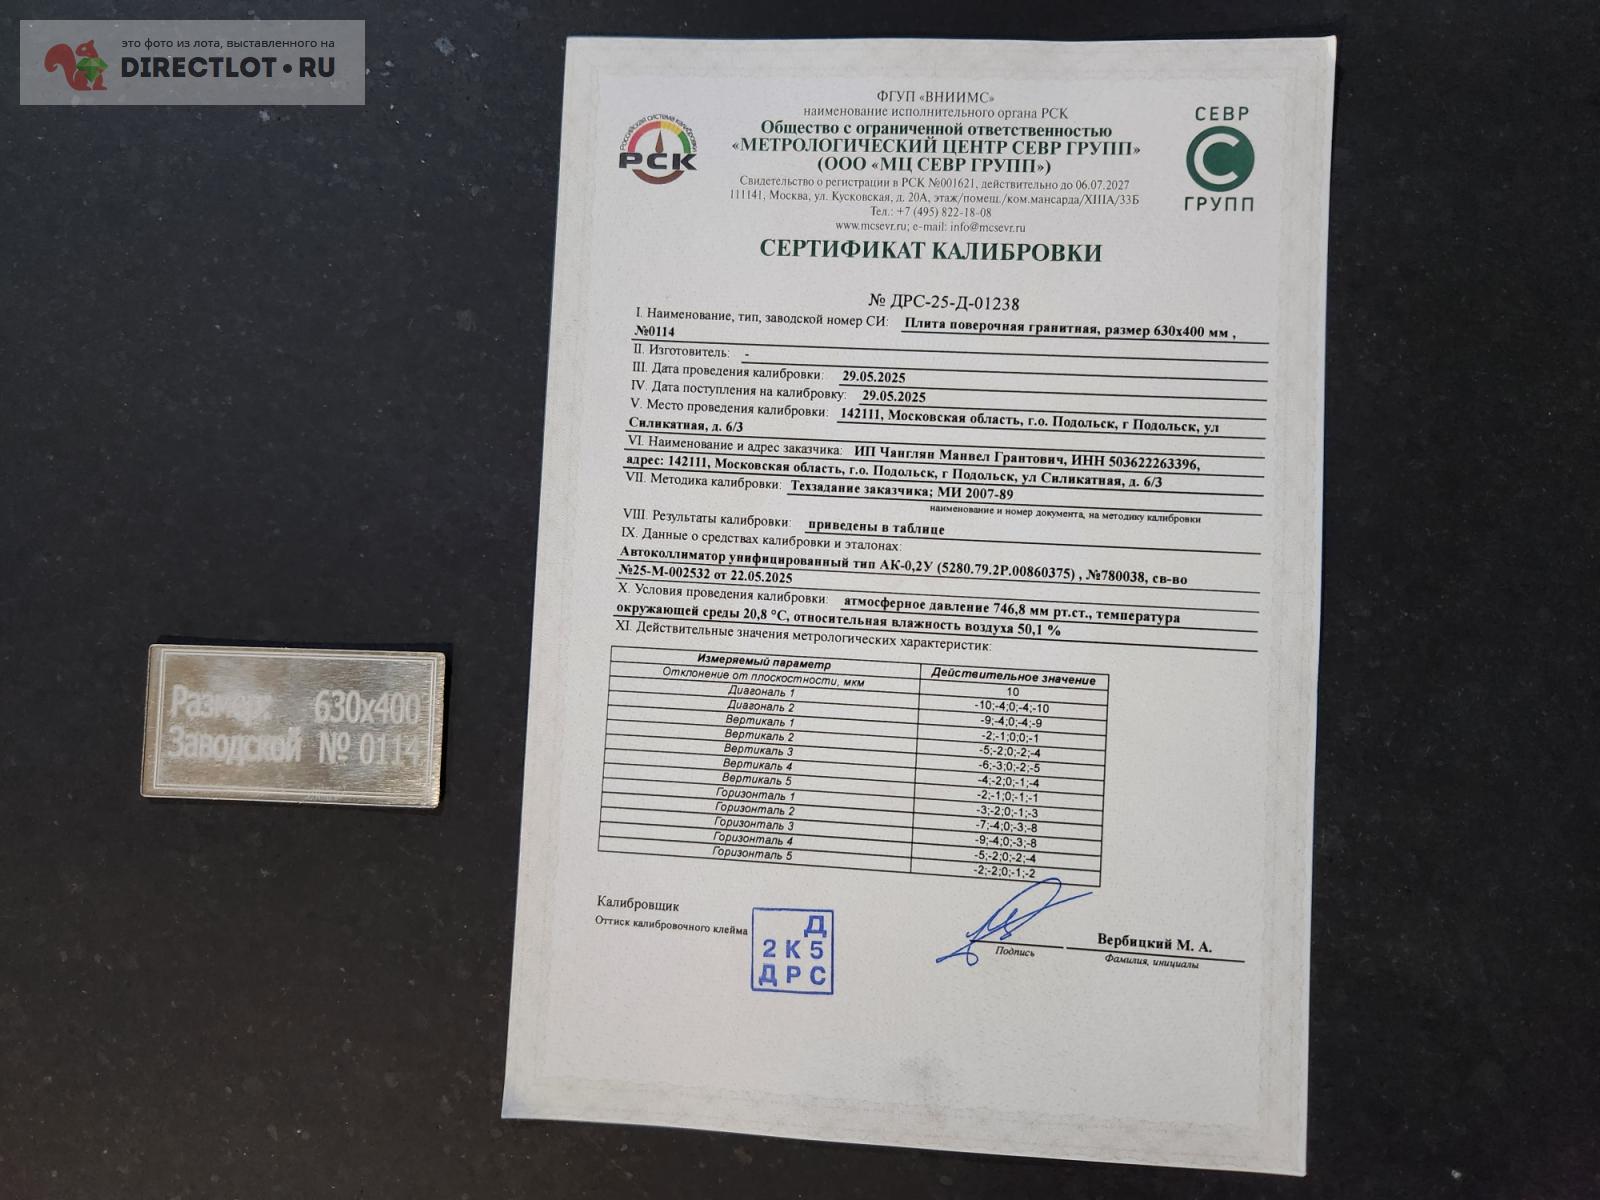 это фото из лота, выставленного на
DIRECTLOT.RU
ФГУП «ВНИИМС»
наименование исполнительного органа РСК
Общество с ограниченной ответственностью
«МЕТРОЛОГИЧЕСКИЙ ЦЕНТР СЕВР ГРУПП»
(ООО «МЦ СЕВР ГРУПП»)
Свидетельство о регистрации в РСК №001621, действительно до 06.07.2027
111141, Москва, ул. Кусковская, д. 20А, этаж/помещ./ком.мансарда/XIIIА/33Б
Тел.: +7 (495) 822-18-08
www.mcsevr.ru; e-mail: info@mcsevr.ru
Российская система калибровки
РСК
СЕВР
ГРУПП
СЕРТИФИКАТ КАЛИБРОВКИ
№ ДРС-25-Д-01238
I. Наименование, тип, заводской номер СИ: Плита поверочная гранитная, размер 630х400 мм ,
№0114
II. Изготовитель: -
III. Дата проведения калибровки: 29.05.2025
IV. Дата поступления на калибровку: 29.05.2025
V. Место проведения калибровки: 142111, Московская область, г.о. Подольск, г Подольск, ул
Силикатная, д. 6/3
VI. Наименование и адрес заказчика: ИП Чанглян Манвел Грантович, ИНН 503622263396,
адрес: 142111, Московская область, г.о. Подольск, г Подольск, ул Силикатная, д. 6/3
VII. Методика калибровки: Техзадание заказчика; МИ 2007-89
наименование и номер документа, на методику калибровки
VIII. Результаты калибровки: приведены в таблице
IX. Данные о средствах калибровки и эталонах:
Автоколлиматор унифицированный тип АК-0,2У (5280.79.2Р.00860375) , №780038, св-во
№25-М-002532 от 22.05.2025
X. Условия проведения калибровки: атмосферное давление 746,8 мм рт.ст., температура
окружающей среды 20,8 °С, относительная влажность воздуха 50,1 %
XI. Действительные значения метрологических характеристик:
Измеряемый параметр Действительное значение
Отклонение от плоскостности, мкм 10
Диагональ 1 -10;-4;0;-4;-10
Диагональ 2 -9;-4;0;-4;-9
Вертикаль 1 -2;-1;0;0;-1
Вертикаль 2 -5;-2;0;-2;-4
Вертикаль 3 -6;-3;0;-2;-5
Вертикаль 4 -4;-2;0;-1;-4
Вертикаль 5 -2;-1;0;-1;-1
Горизонталь 1 -3;-2;0;-1;-3
Горизонталь 2 -7;-4;0;-3;-8
Горизонталь 3 -9;-4;0;-3;-8
Горизонталь 4 -5;-2;0;-2;-4
Горизонталь 5 -2;-2;0;-1;-2
Калибровщик
Оттиск калибровочного клейма
Д
2 К 5
Д Р С
Подпись
Вербицкий М. А.
Фамилия, инициалы
Размер: 630х400
Заводской № 0114